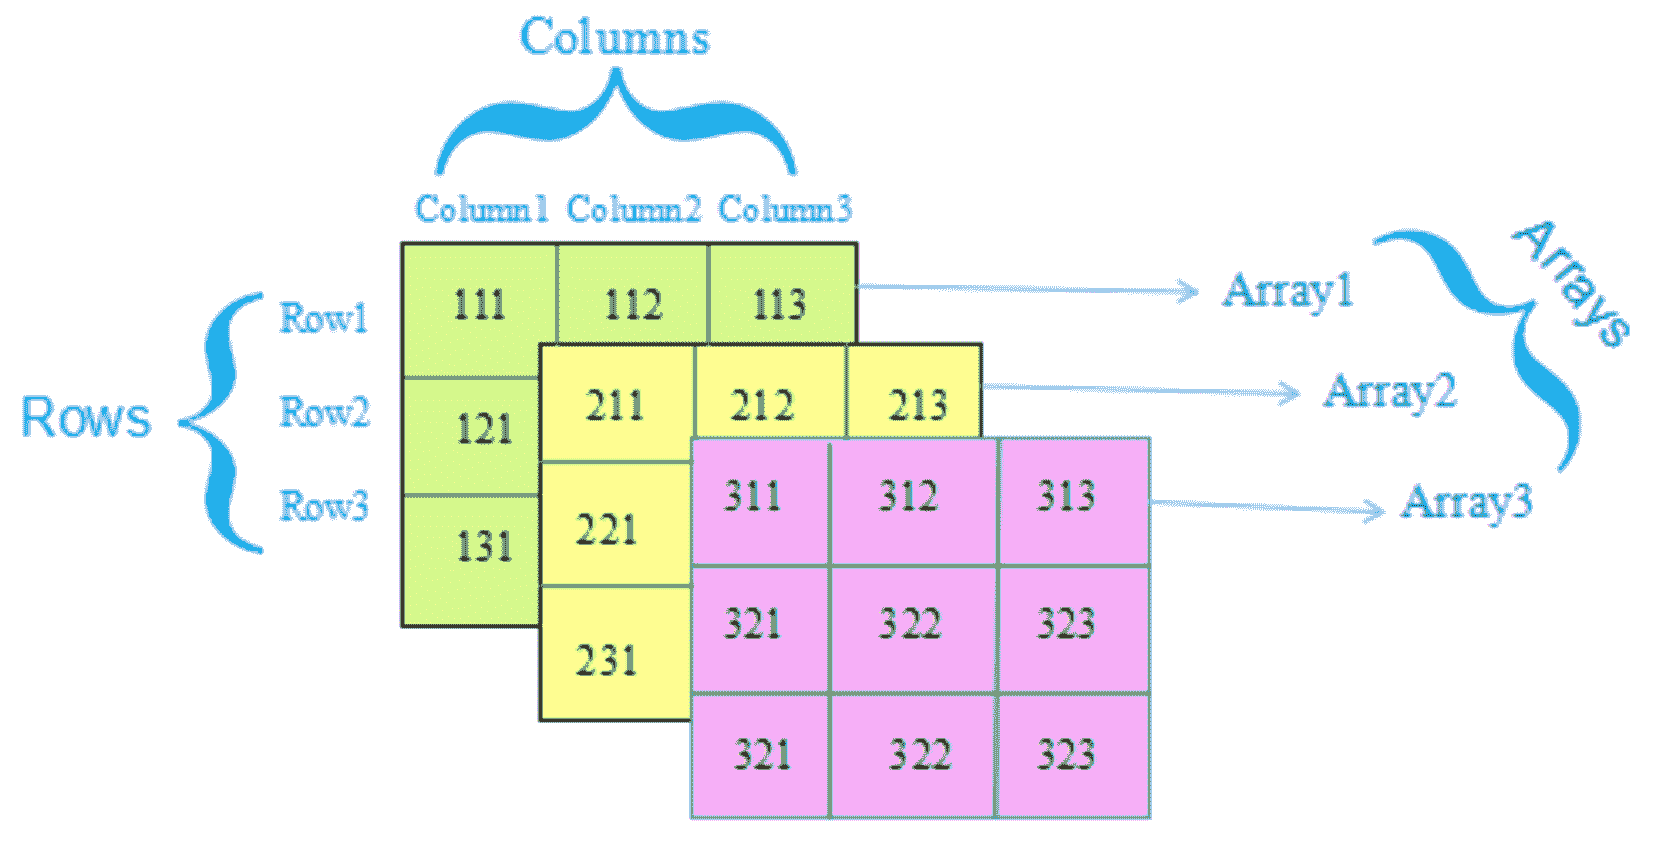 Columns
Column1 Column2 Column3
Arrays
Row1 111 112 113 Array1
Rows
Row2 121 211 212 213 Array2
Row3 131 221 311 312 313 Array3
231 321 322 323
321 322 323